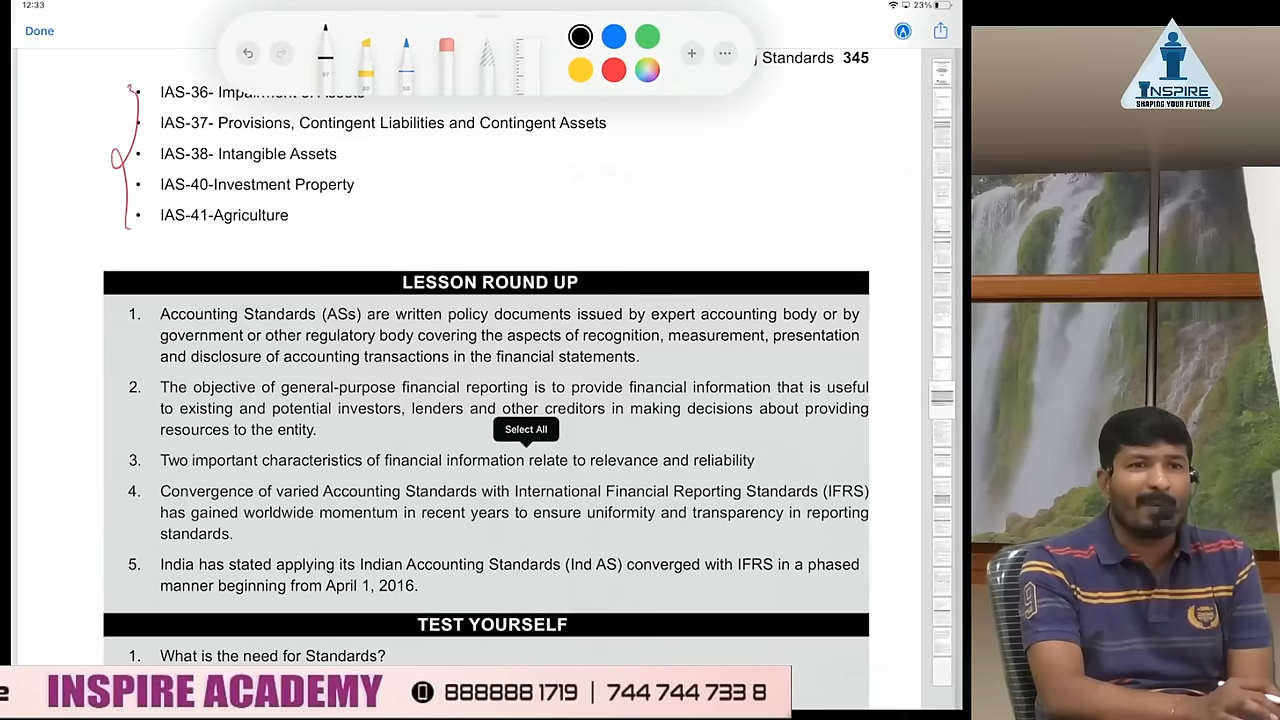 12:33
23%
Done
Standards 345
• IAS-36- Impairment of Assets
• IAS-37- Provisions, Contingent Liabilities and Contingent Assets
• IAS-38- Intangible Assets
• IAS-40-Investment Property
• IAS-41-Agriculture
LESSON ROUND UP
1. Accounting Standards (ASs) are written policy documents issued by expert accounting body or by
government or other regulatory body covering the aspects of recognition, measurement, presentation
and disclosure of accounting transactions in the financial statements.
2. The objective of general-purpose financial reporting is to provide financial information that is useful
to existing and potential investors, lenders and other creditors in making decisions about providing
resources to the entity.
Select All
3. Two important characteristics of financial information relate to relevance and reliability
4. Convergence of varied Accounting Standards with International Financial Reporting Standards (IFRS)
has gained worldwide momentum in recent years to ensure uniformity and transparency in reporting
standards.
5. India has stated applying its Indian Accounting Standards (Ind AS) converged with IFRS in a phased
manner beginning from April 1, 2016.
TEST YOURSELF
1. What is the need for Standards?
INSPIRE ACADEMY 888888 1719 | 744 744 733 8
INSPIRE
SHAPING YOUR FUTURE